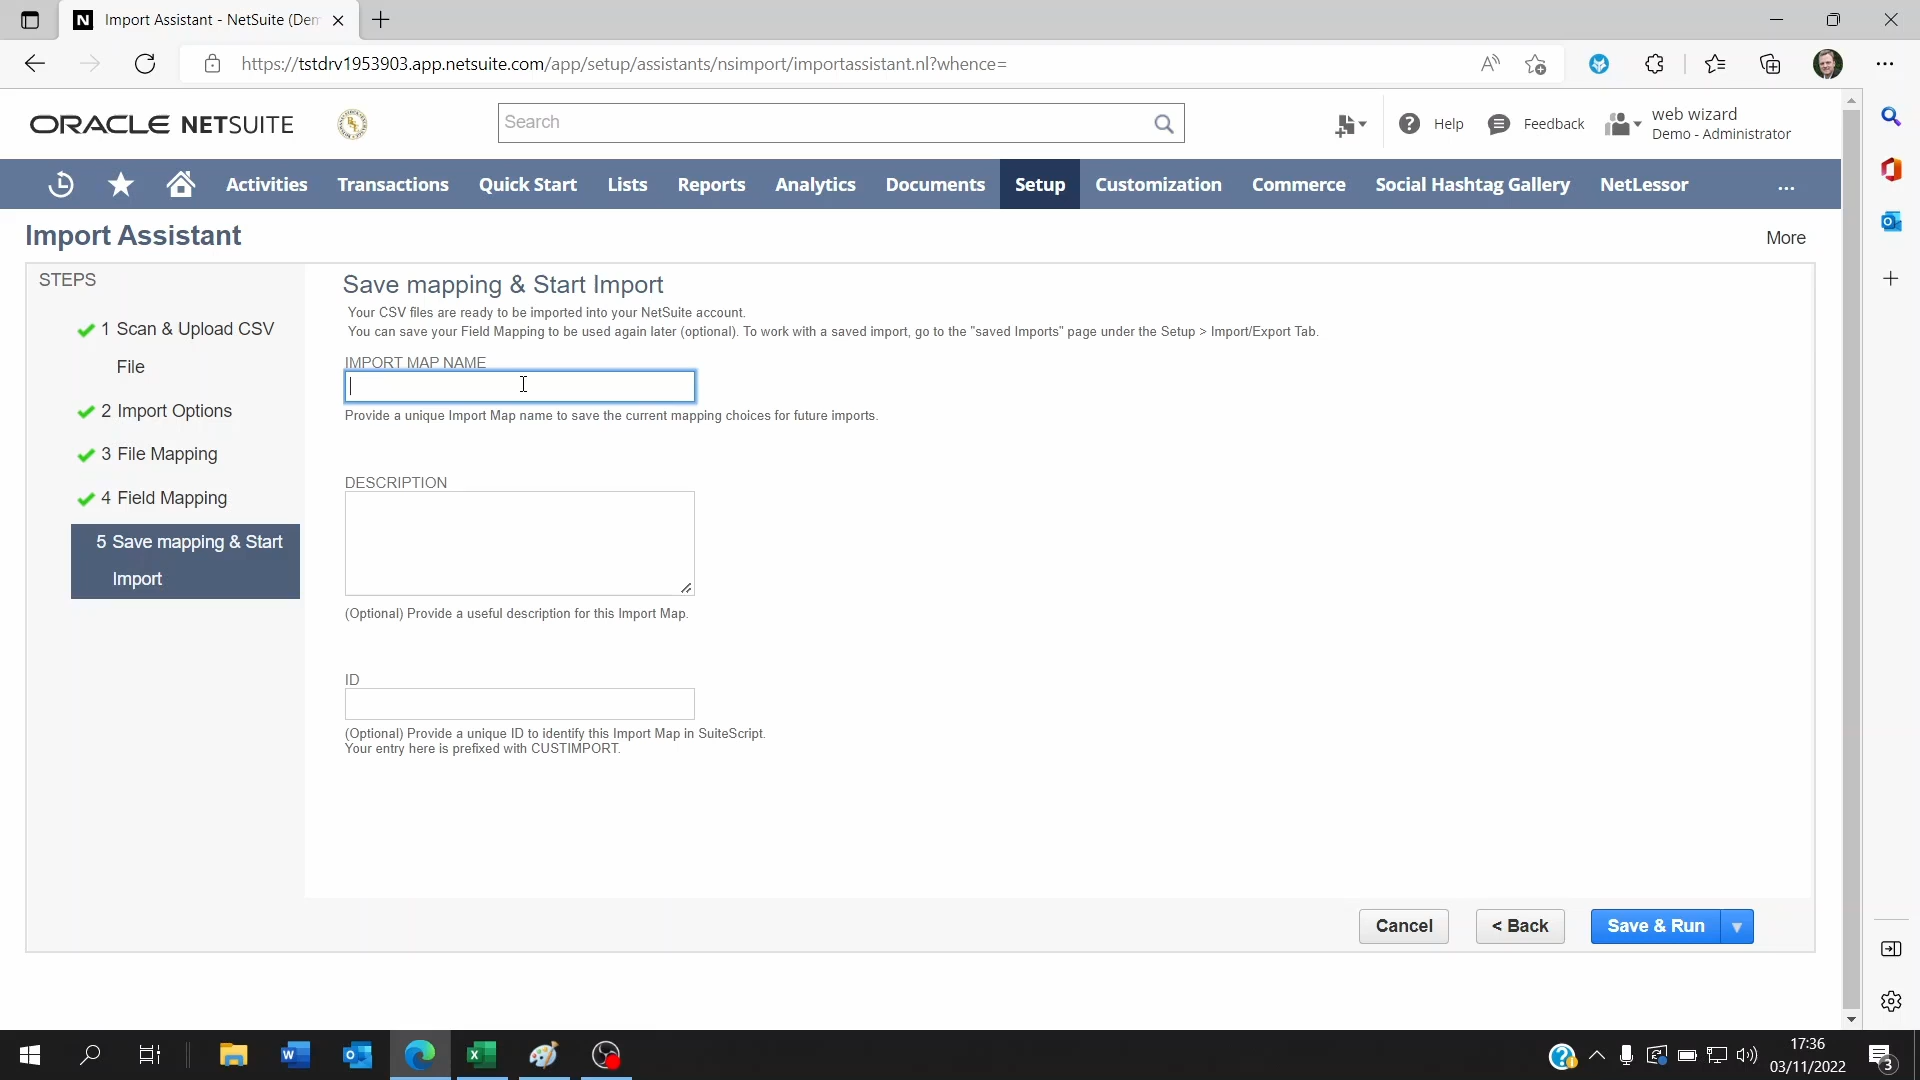 Import Assistant - NetSuite (Dem
https://tstdrv1953903.app.netsuite.com/app/setup/assistants/nsimport/importassistant.nl?whence=
ORACLE NETSUITE
Search
Help
Feedback
web wizard
Demo - Administrator
Activities
Transactions
Quick Start
Lists
Reports
Analytics
Documents
Setup
Customization
Commerce
Social Hashtag Gallery
NetLessor
...
Import Assistant
More
STEPS
1 Scan & Upload CSV
File
2 Import Options
3 File Mapping
4 Field Mapping
5 Save mapping & Start
Import
Save mapping & Start Import
Your CSV files are ready to be imported into your NetSuite account.
You can save your Field Mapping to be used again later (optional). To work with a saved import, go to the "saved Imports" page under the Setup > Import/Export Tab.
IMPORT MAP NAME
Provide a unique Import Map name to save the current mapping choices for future imports.
DESCRIPTION
(Optional) Provide a useful description for this Import Map.
ID
(Optional) Provide a unique ID to identify this Import Map in SuiteScript.
Your entry here is prefixed with CUSTIMPORT.
Cancel
< Back
Save & Run
17:36
03/11/2022
3